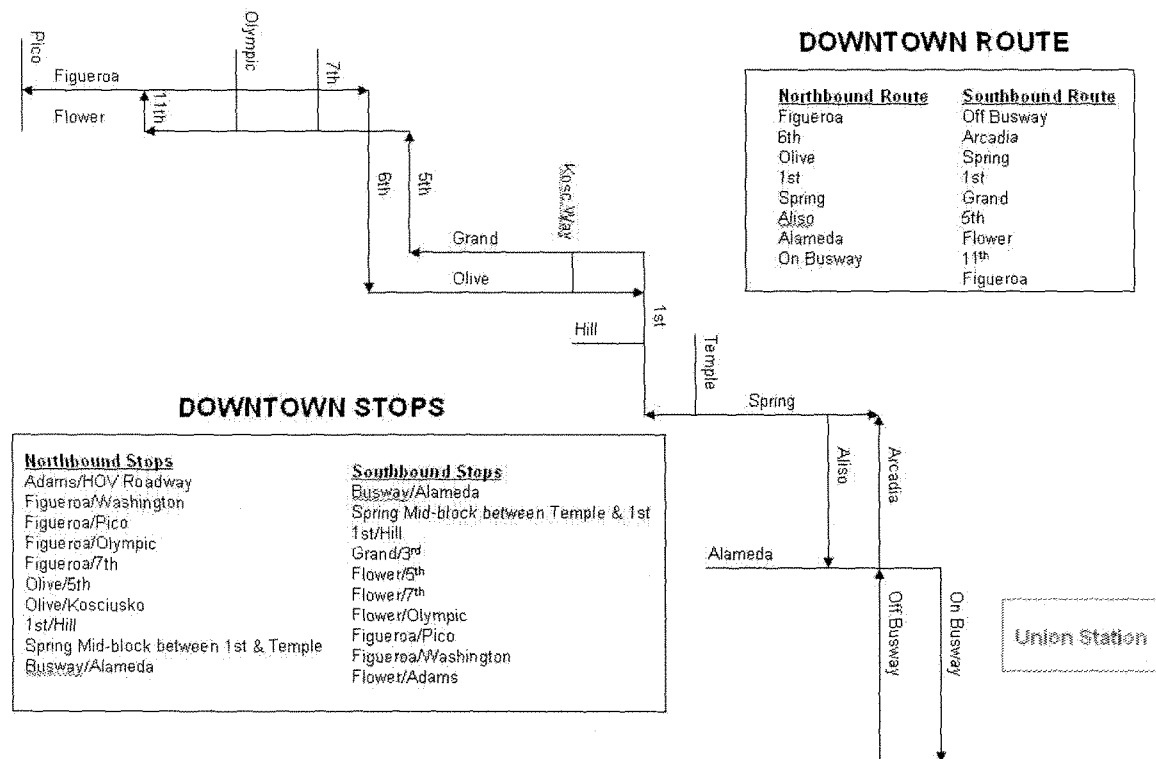 Pico
Olympic
7th
Figueroa
11th
Flower
6th
5th
Kosc. Way
Grand
Olive
1st
Hill
Temple
Spring
Aliso
Arcadia
Alameda
Off Busway
On Busway
Union Station
DOWNTOWN ROUTE
Northbound Route
Figueroa
6th
Olive
1st
Spring
Aliso
Alameda
On Busway
Southbound Route
Off Busway
Arcadia
Spring
1st
Grand
5th
Flower
11th
Figueroa
DOWNTOWN STOPS
Northbound Stops
Adams/HOV Roadway
Figueroa/Washington
Figueroa/Pico
Figueroa/Olympic
Figueroa/7th
Olive/5th
Olive/Kosciusko
1st/Hill
Spring Mid-block between 1st & Temple
Busway/Alameda
Southbound Stops
Busway/Alameda
Spring Mid-block between Temple & 1st
1st/Hill
Grand/3rd
Flower/5th
Flower/7th
Flower/Olympic
Figueroa/Pico
Figueroa/Washington
Flower/Adams